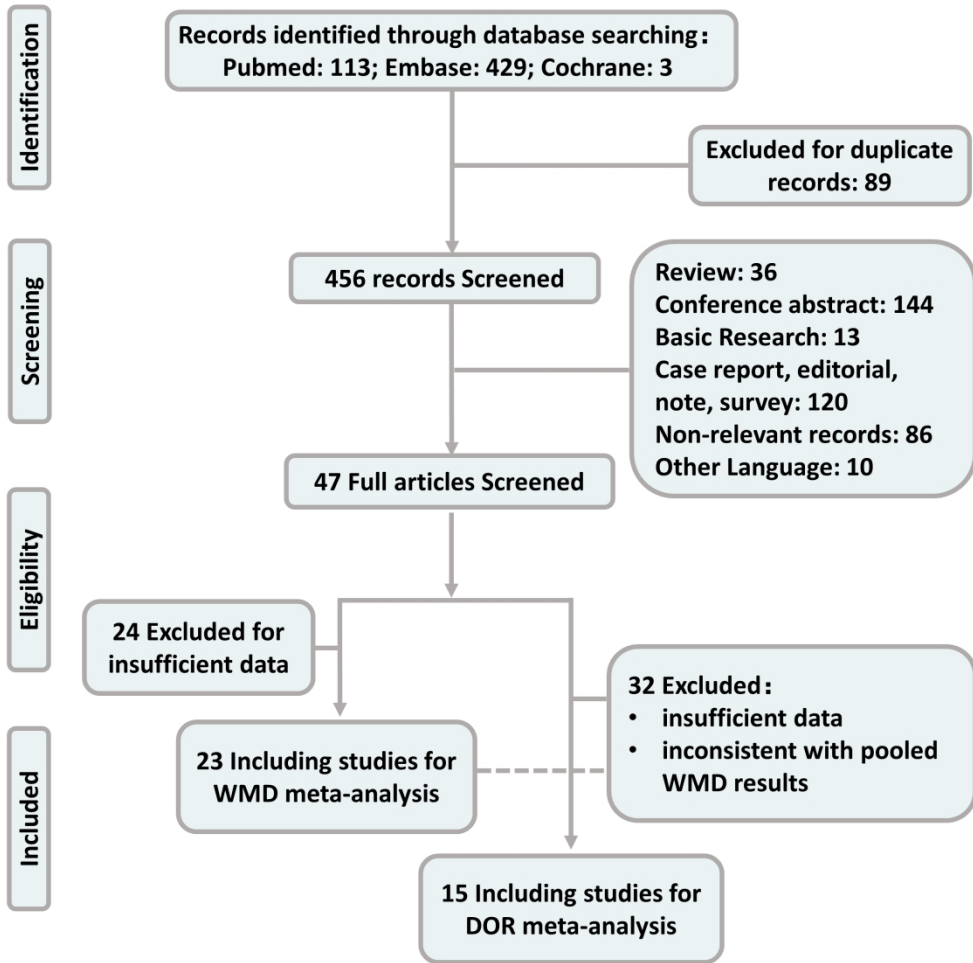 Identification
Records identified through database searching：
Pubmed: 113; Embase: 429; Cochrane: 3
Excluded for duplicate
records: 89
Screening
456 records Screened
Review: 36
Conference abstract: 144
Basic Research: 13
Case report, editorial,
note, survey: 120
Non-relevant records: 86
Other Language: 10
47 Full articles Screened
Eligibility
24 Excluded for
insufficient data
32 Excluded：
• insufficient data
• inconsistent with pooled
WMD results
Included
23 Including studies for
WMD meta-analysis
15 Including studies for
DOR meta-analysis